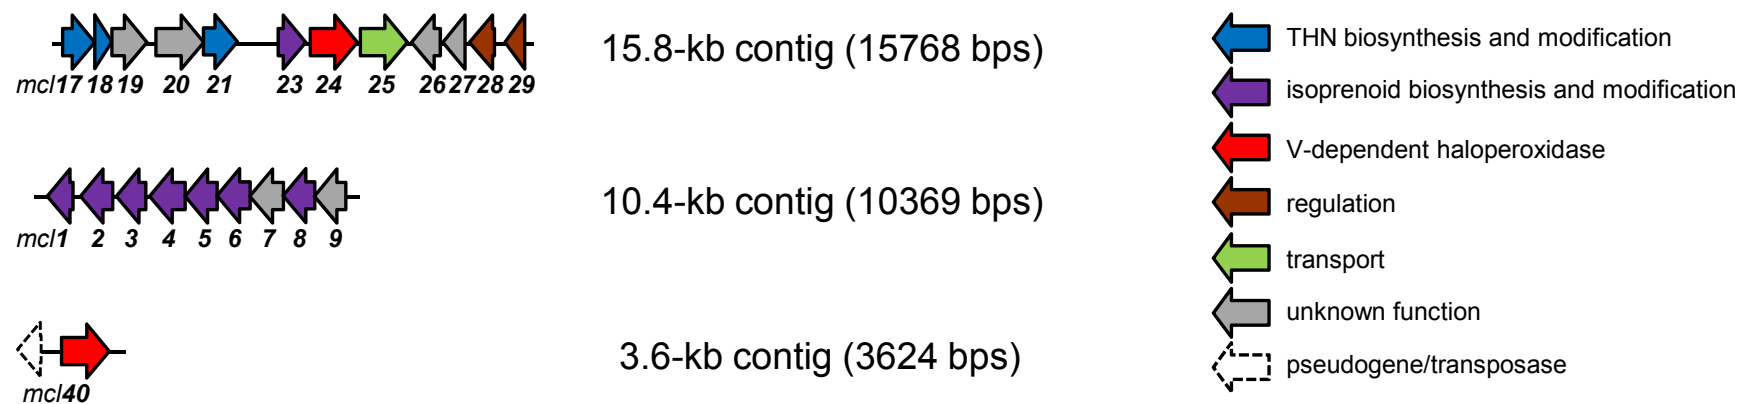 mcl17 18 19 20 21 23 24 25 26 27 28 29
15.8-kb contig (15768 bps)
mcl1 2 3 4 5 6 7 8 9
10.4-kb contig (10369 bps)
mcl40
3.6-kb contig (3624 bps)
THN biosynthesis and modification
isoprenoid biosynthesis and modification
V-dependent haloperoxidase
regulation
transport
unknown function
pseudogene/transposase